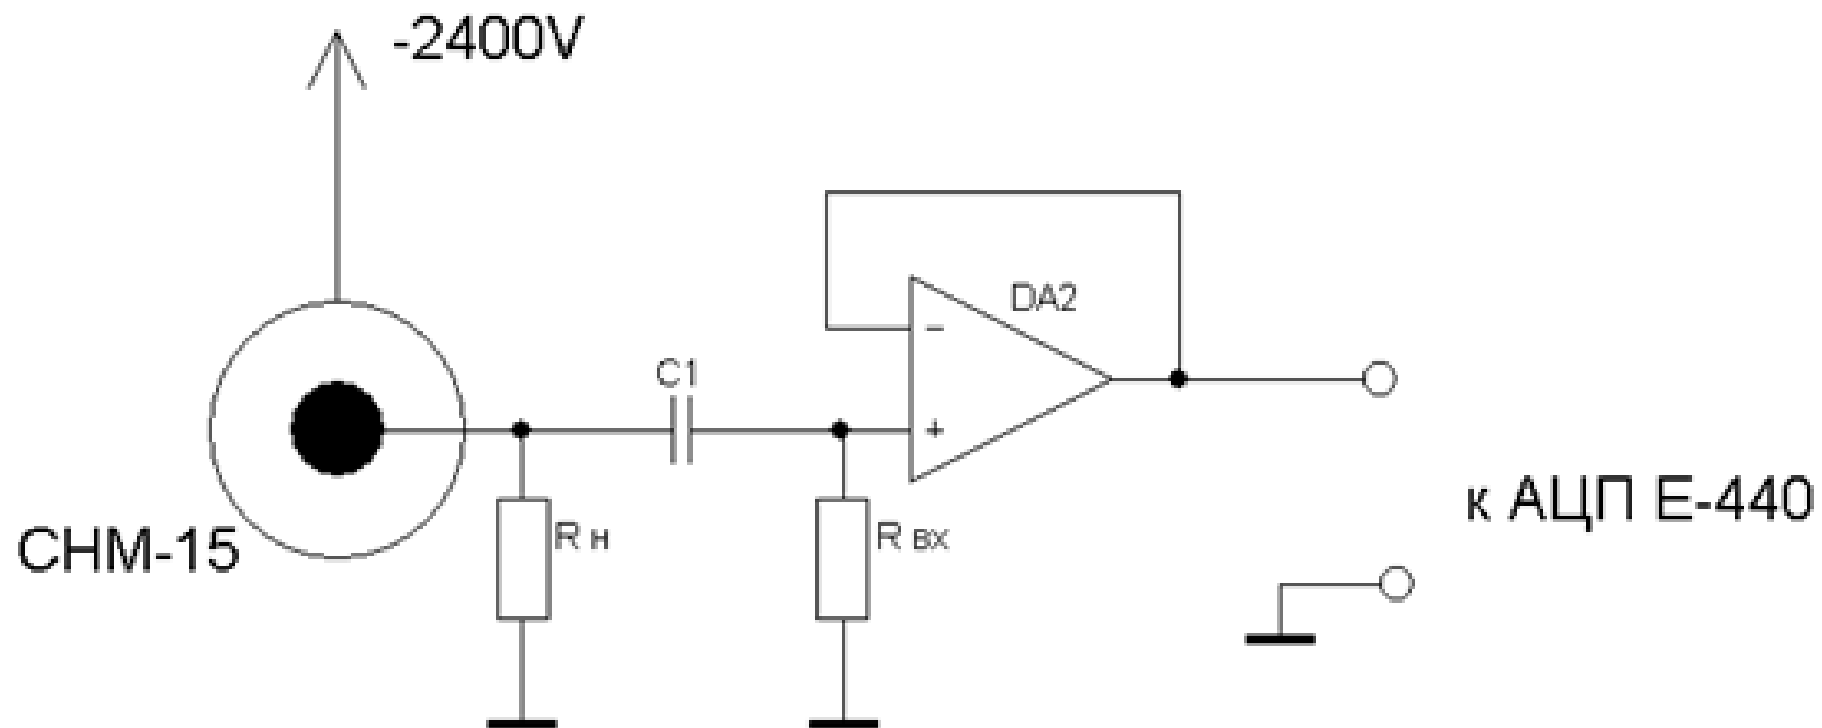 -2400V
DA2
−
C1
+
к АЦП Е-440
R Н
R ВХ
СНМ-15